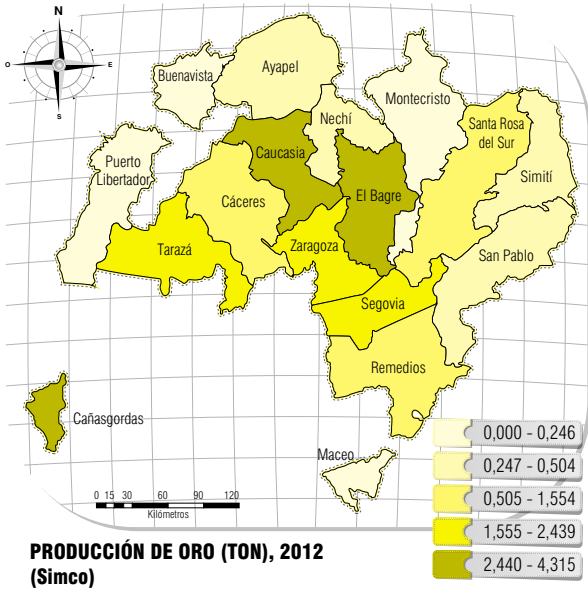 N
O
E
S
Buenavista
Ayapel
Montecristo
Nechí
Santa Rosa
del Sur
Puerto
Libertador
Caucasia
Simití
Cáceres
El Bagre
Tarazá
Zaragoza
San Pablo
Segovia
Remedios
Cañasgordas
Maceo
0 15 30 60 90 120
Kilómetros
0,000 - 0,246
0,247 - 0,504
0,505 - 1,554
1,555 - 2,439
2,440 - 4,315
PRODUCCIÓN DE ORO (TON), 2012
(Simco)